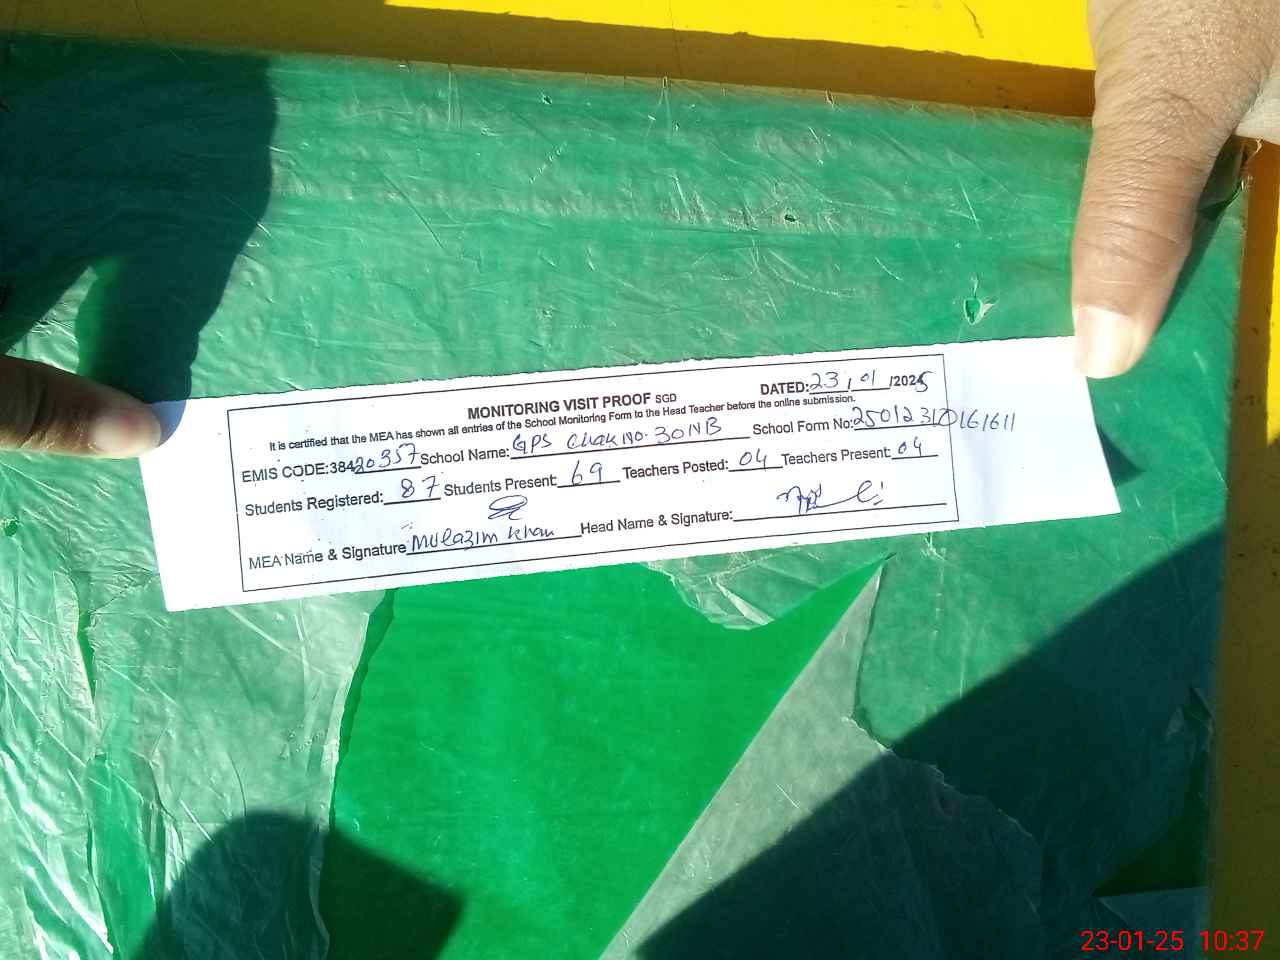 MONITORING VISIT PROOF SGD DATED: 23/01/2025
It is certified that the MEA has shown all entries of the School Monitoring Form to the Head Teacher before the online submission.
EMIS CODE:38420357 School Name: GPS Chak No. 30NB School Form No: 250123120161611
Students Registered: 87 Students Present: 69 Teachers Posted: 04 Teachers Present: 04
MEA Name & Signature Mulazim Khan Head Name & Signature:
23-01-25 10:37